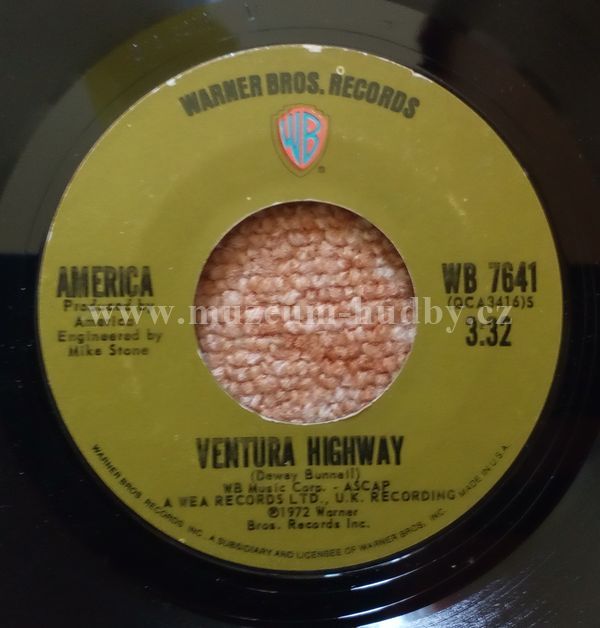 WARNER BROS. RECORDS
WB
®
AMERICA
Produced by
America
Engineered by
Mike Stone
WB 7641
(QCA3416)S
3:32
www.muzeum-hudby.cz
VENTURA HIGHWAY
(Dewey Bunnell)
WB Music Corp. - ASCAP
A WEA RECORDS LTD., U.K. RECORDING
℗1972 Warner
Bros. Records Inc.
WARNER BROS. RECORDS INC., A SUBSIDIARY AND LICENSEE OF WARNER BROS. INC. MADE IN U.S.A.